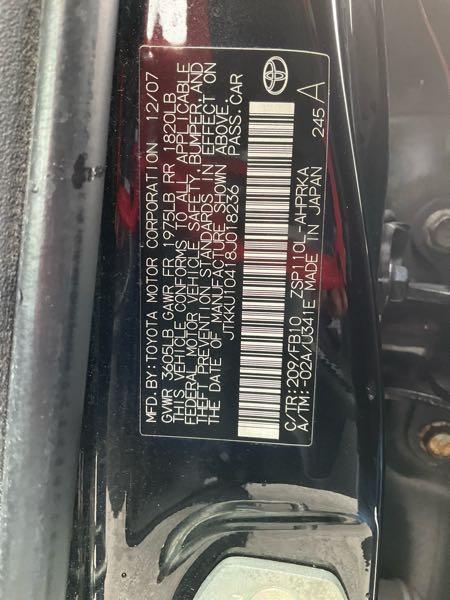 MFD.BY:TOYOTA MOTOR CORPORATION 12/07
GVWR 3605LB GAWR FR 1975LB RR 1820LB
THIS VEHICLE CONFORMS TO ALL APPLICABLE
FEDERAL MOTOR VEHICLE SAFETY, BUMPER AND
THEFT PREVENTION STANDARDS IN EFFECT ON
THE DATE OF MANUFACTURE SHOWN ABOVE.
JTKKU10418J018236 PASS.CAR
C/TR:209/FB10 ZSP110L-AHPRKA
A/TM:-02A/U341E MADE IN JAPAN
245 A